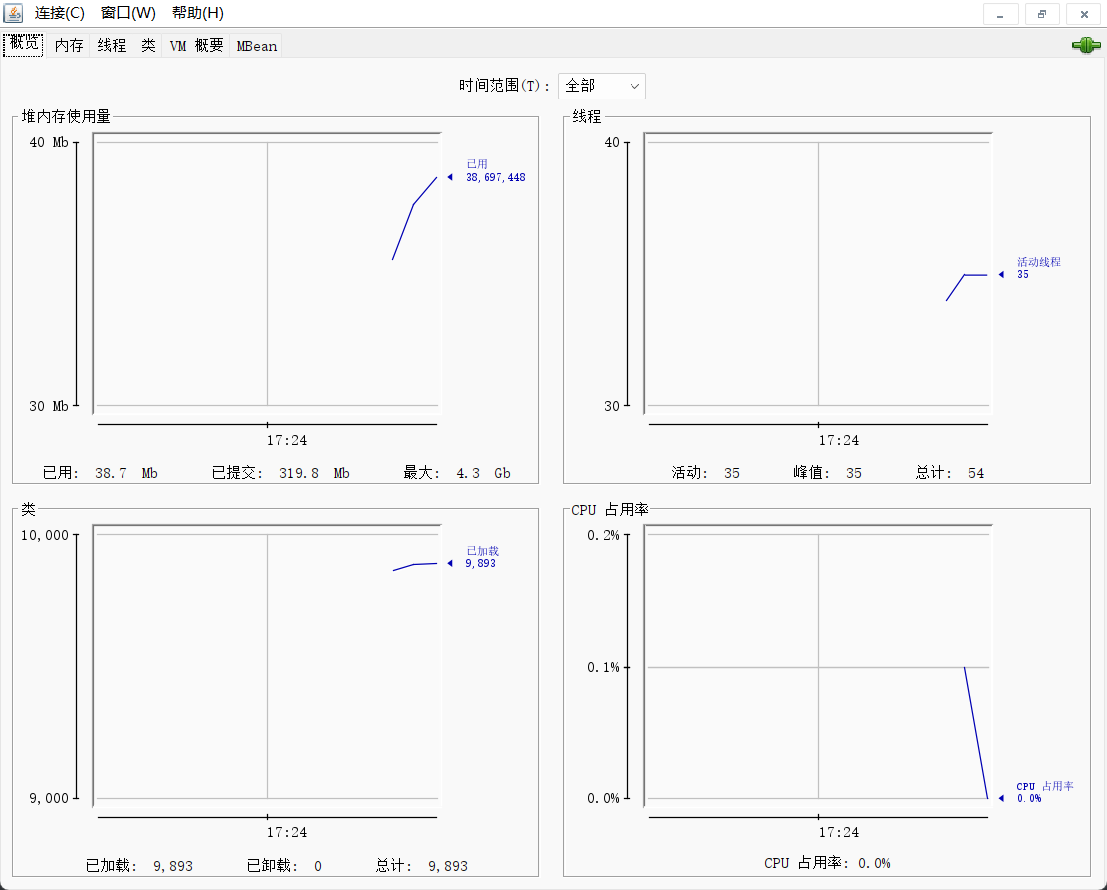 连接(C) 窗口(W) 帮助(H)
概览 内存 线程 类 VM 概要 MBean
时间范围(T): 全部
堆内存使用量
40 Mb
已用
38,697,448
30 Mb
17:24
已用: 38.7 Mb 已提交: 319.8 Mb 最大: 4.3 Gb
线程
40
活动线程
35
30
17:24
活动: 35 峰值: 35 总计: 54
类
10,000
已加载
9,893
9,000
17:24
已加载: 9,893 已卸载: 0 总计: 9,893
CPU 占用率
0.2%
0.1%
0.0%
CPU 占用率
0.0%
17:24
CPU 占用率: 0.0%